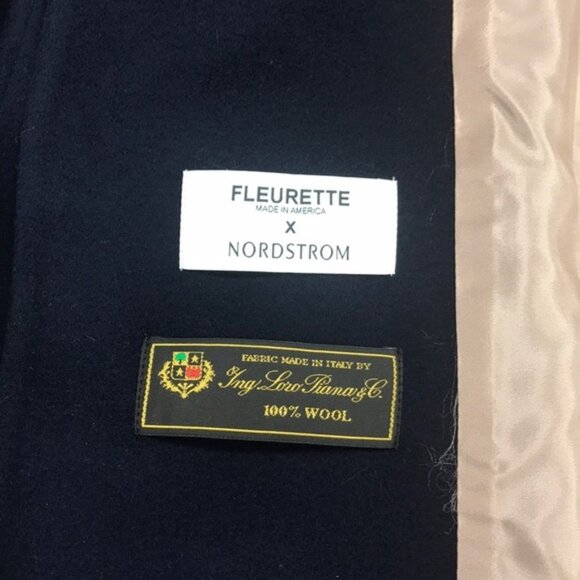 FLEURETTE
MADE IN AMERICA
X
NORDSTROM
FABRIC MADE IN ITALY BY
Ing. Loro Piana & C.
100% WOOL